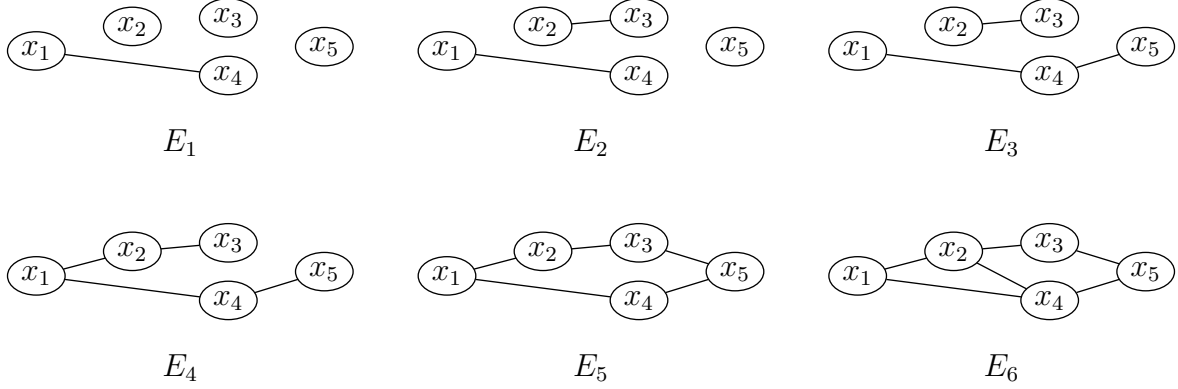 x₁ x₂ x₃ x₄ x₅
x₁ x₂ x₃ x₄ x₅
x₁ x₂ x₃ x₄ x₅
E₁
E₂
E₃
x₁ x₂ x₃ x₄ x₅
x₁ x₂ x₃ x₄ x₅
x₁ x₂ x₃ x₄ x₅
E₄
E₅
E₆